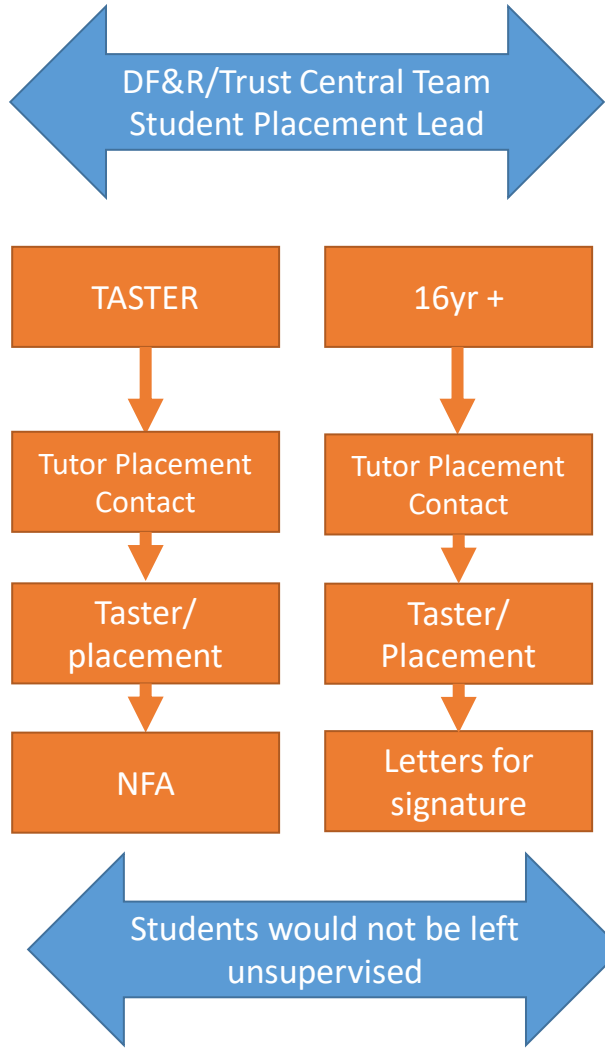 DF&R/Trust Central Team
Student Placement Lead
TASTER
16yr +
Tutor Placement
Contact
Tutor Placement
Contact
Taster/
placement
Taster/
Placement
NFA
Letters for
signature
Students would not be left
unsupervised